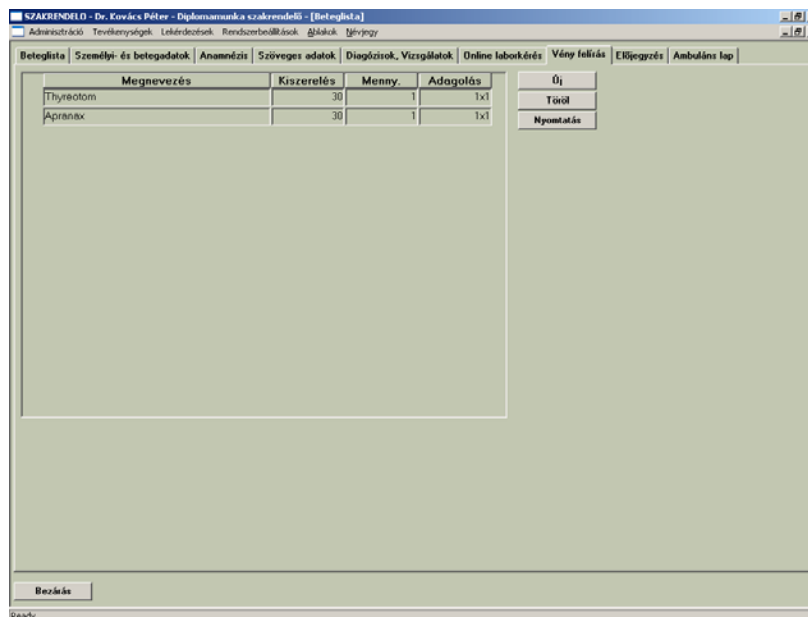 SZAKRENDELO - Dr. Kovács Péter - Diplomamunka szakrendelő - [Beteglista]
Adminisztráció Tevékenységek Lekérdezések Rendszerbeállítások Ablakok Névjegy
Beteglista Személyi- és betegadatok Anamnézis Szöveges adatok Diagózisok, Vizsgálatok Online laborkérés Vény felírás Előjegyzés Ambuláns lap
Megnevezés Kiszerelés Menny. Adagolás
Thyreotom 30 1 1x1
Apranax 30 1 1x1
Új
Töröl
Nyomtatás
Bezárás
Ready